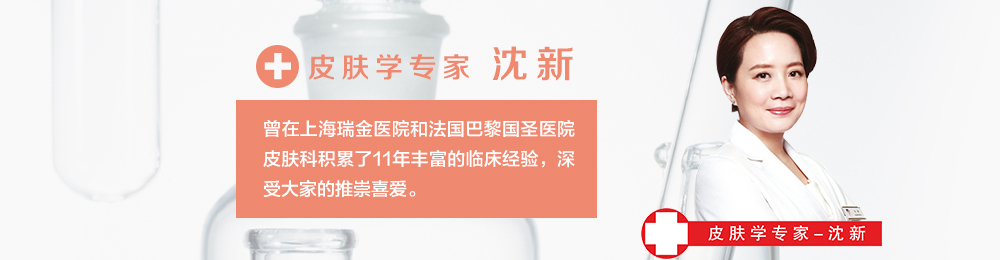 皮肤学专家 沈新
曾在上海瑞金医院和法国巴黎国圣医院
皮肤科积累了11年丰富的临床经验，深
受大家的推崇喜爱。
皮肤学专家-沈新